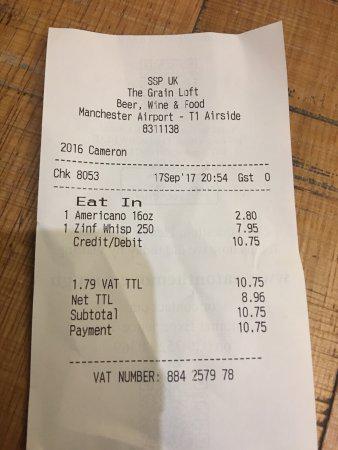 SSP UK
The Grain Loft
Beer, Wine & Food
Manchester Airport - T1 Airside
8311138
2016 Cameron
Chk 8053 17Sep'17 20:54 Gst 0
Eat In
1 Americano 16oz 2.80
1 Zinf Whisp 250 7.95
Credit/Debit 10.75
1.79 VAT TTL 10.75
Net TTL 8.96
Subtotal 10.75
Payment 10.75
VAT NUMBER: 884 2579 78